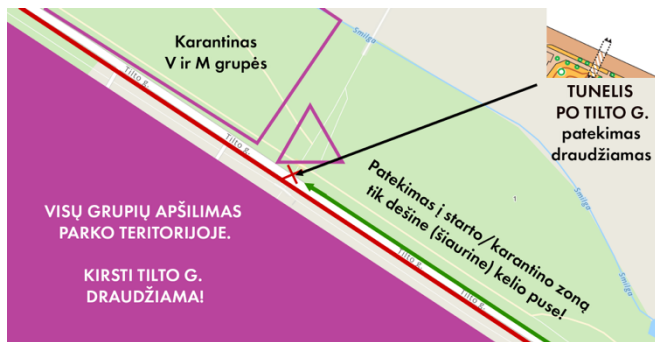 Karantinas
V ir M grupės
Smilga
Tilto g.
Tilto g.
TUNELIS
PO TILTO G.
patekimas
draudžiamas
Patekimas į starto/karantino zoną
tik dešine (šiaurine) kelio puse!
1
VISŲ GRUPIŲ APŠILIMAS
PARKO TERITORIJOJE.
KIRSTI TILTO G.
DRAUDŽIAMA!
Smilga
Smilga
Tilto g.
Tilto g.